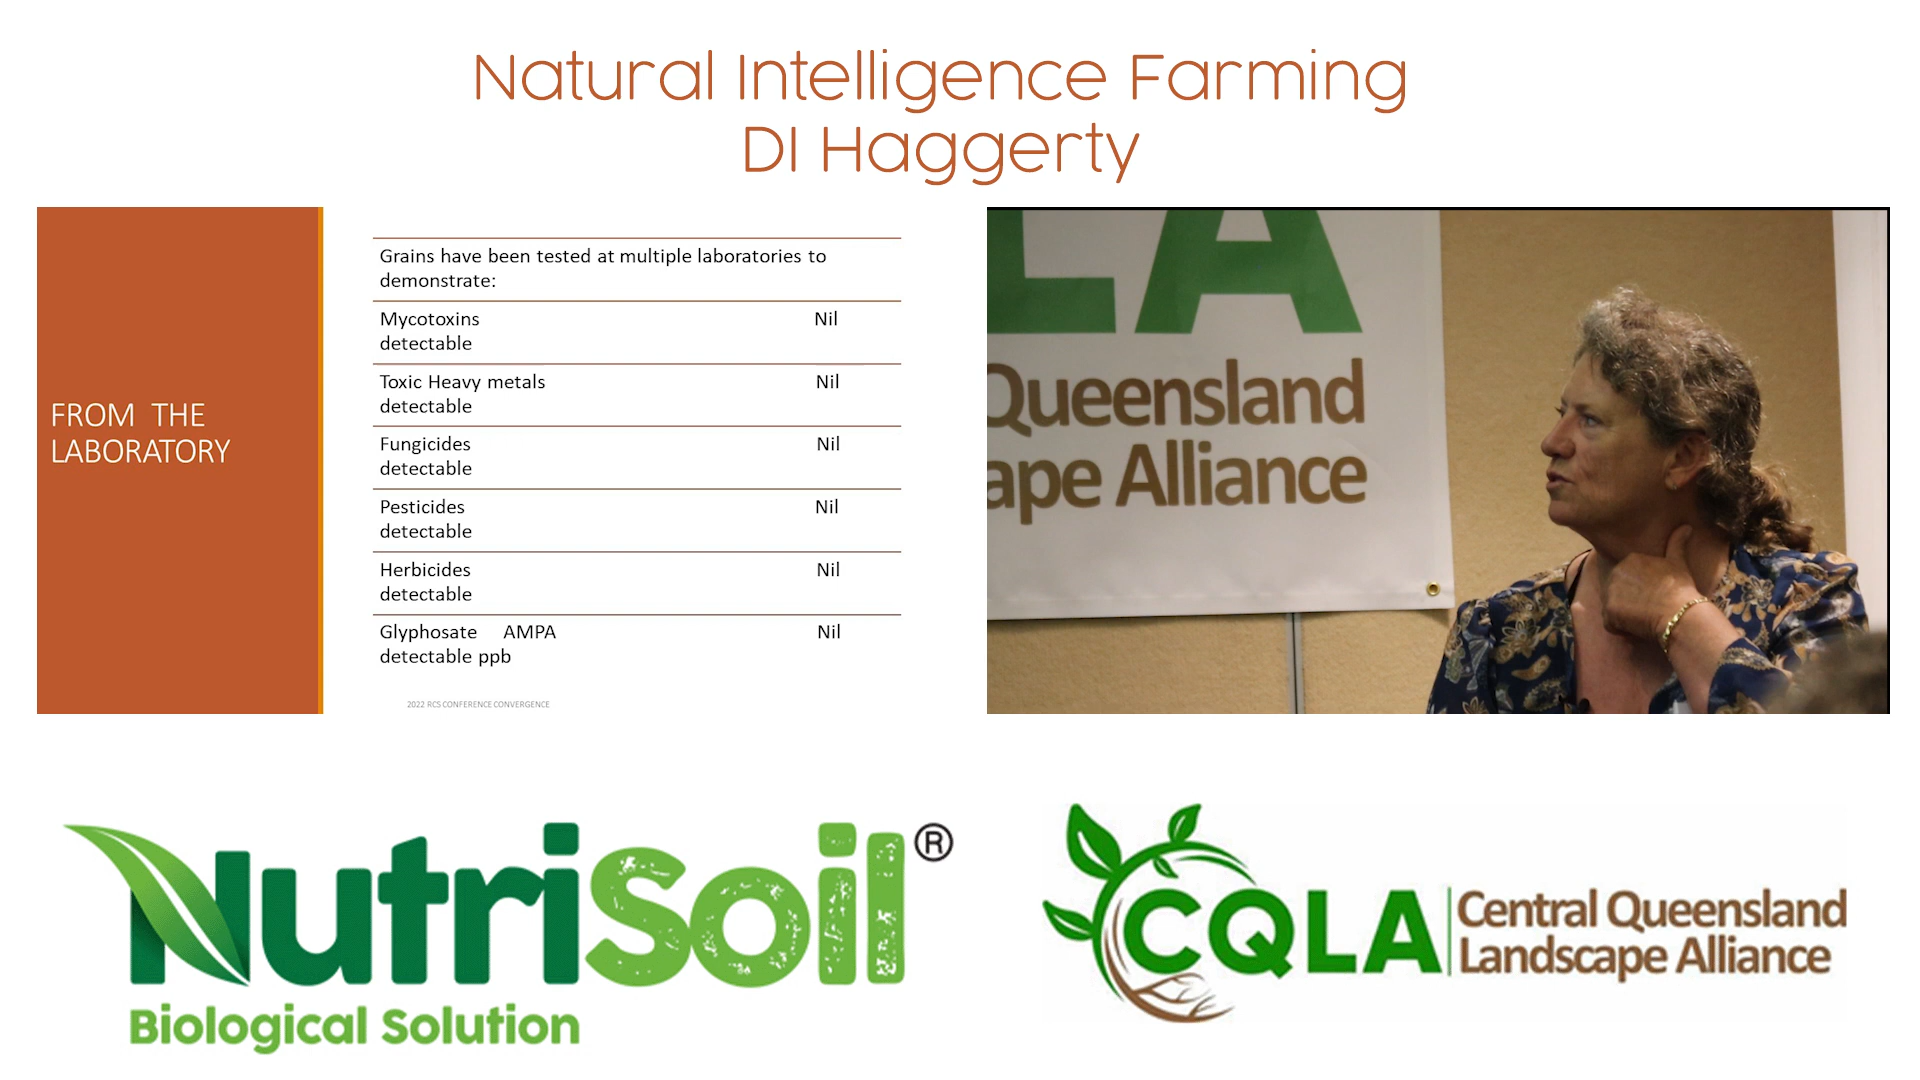 Natural Intelligence Farming
DI Haggerty
FROM THE
LABORATORY
Grains have been tested at multiple laboratories to
demonstrate:
Mycotoxins Nil
detectable
Toxic Heavy metals Nil
detectable
Fungicides Nil
detectable
Pesticides Nil
detectable
Herbicides Nil
detectable
Glyphosate AMPA Nil
detectable ppb
2022 RCS CONFERENCE CONVERGENCE
LA
Queensland
ape Alliance
NutriSoil®
Biological Solution
CQLA
Central Queensland
Landscape Alliance